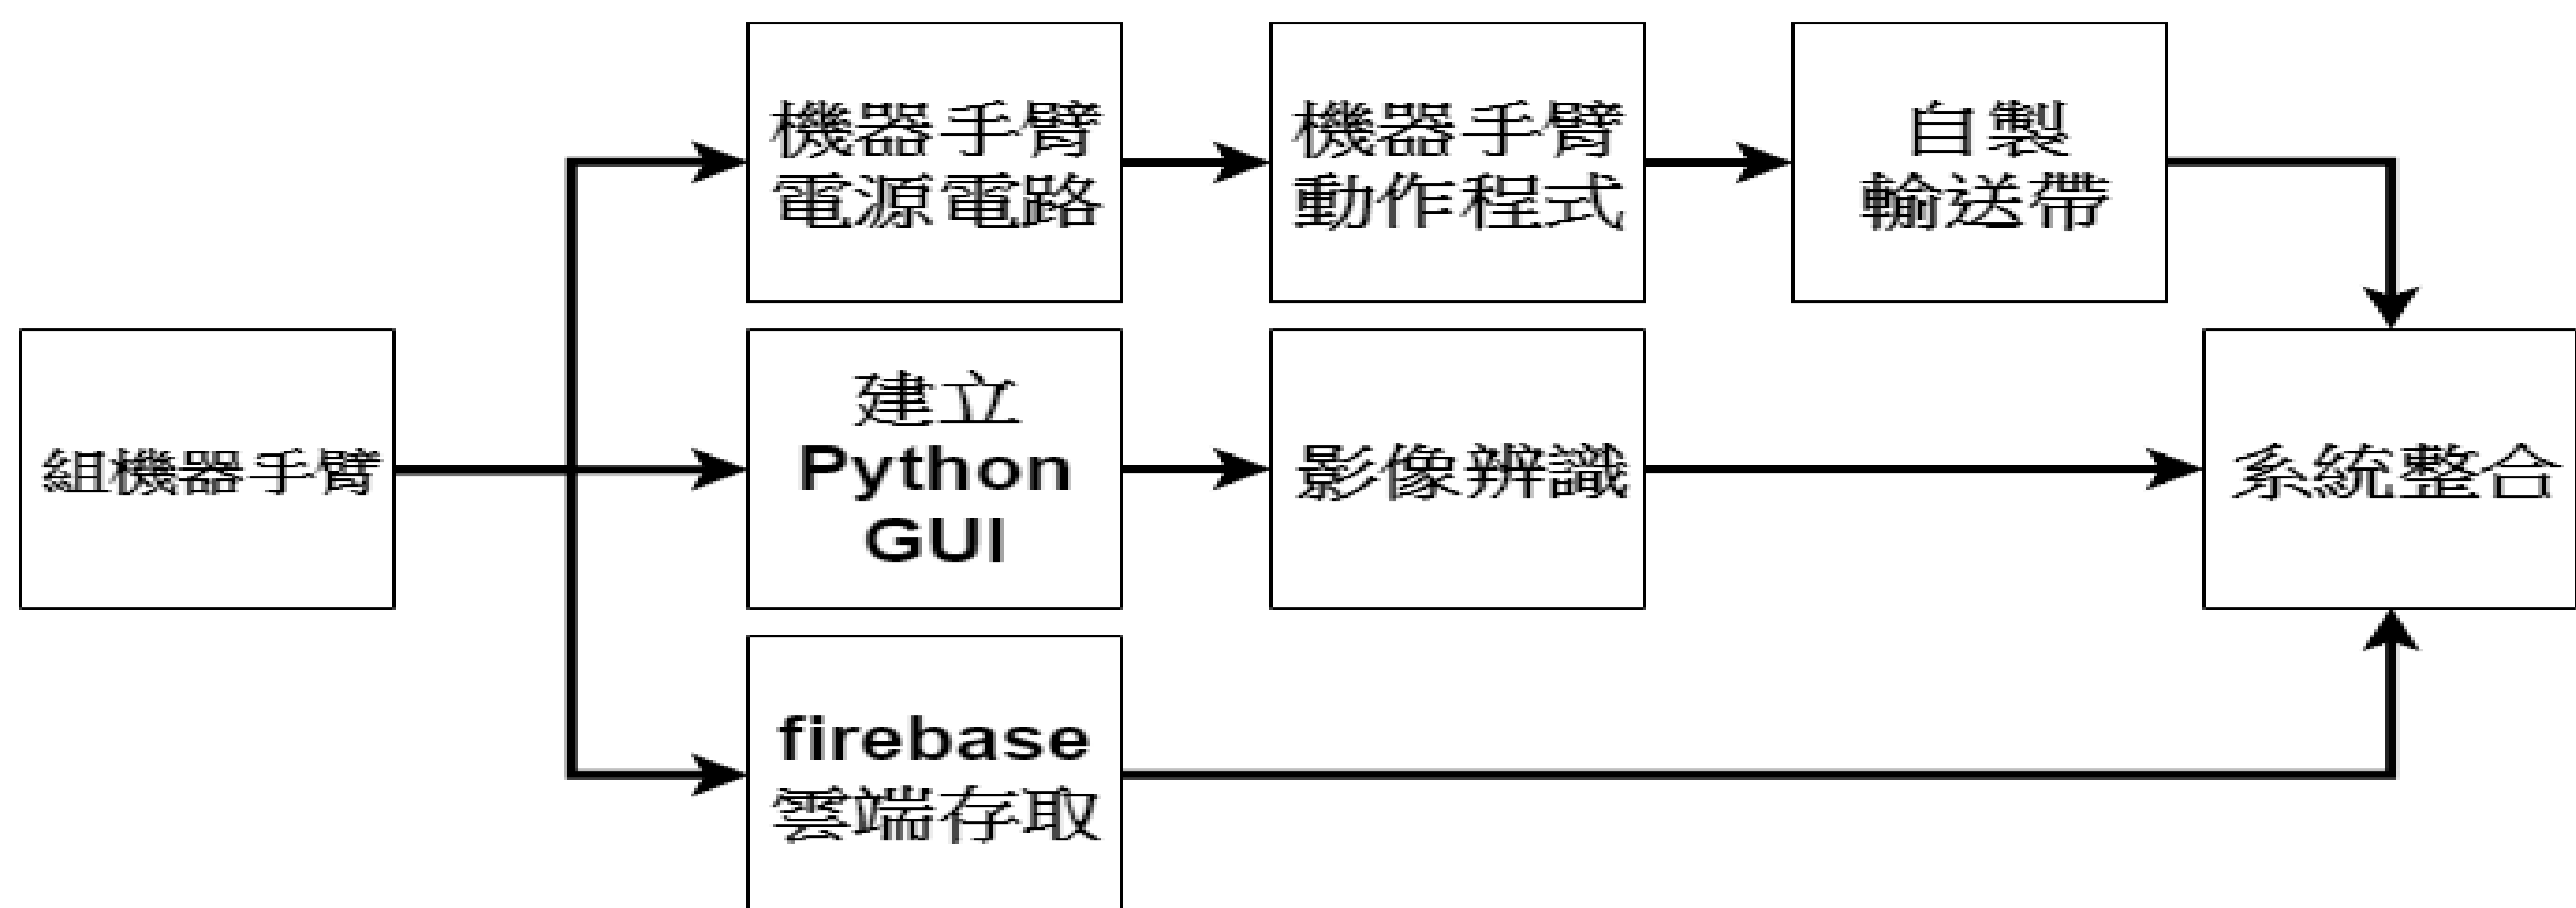 機器手臂
電源電路
機器手臂
動作程式
自製
輸送帶
組機器手臂
建立
Python
GUI
影像辨識
系統整合
firebase
雲端存取